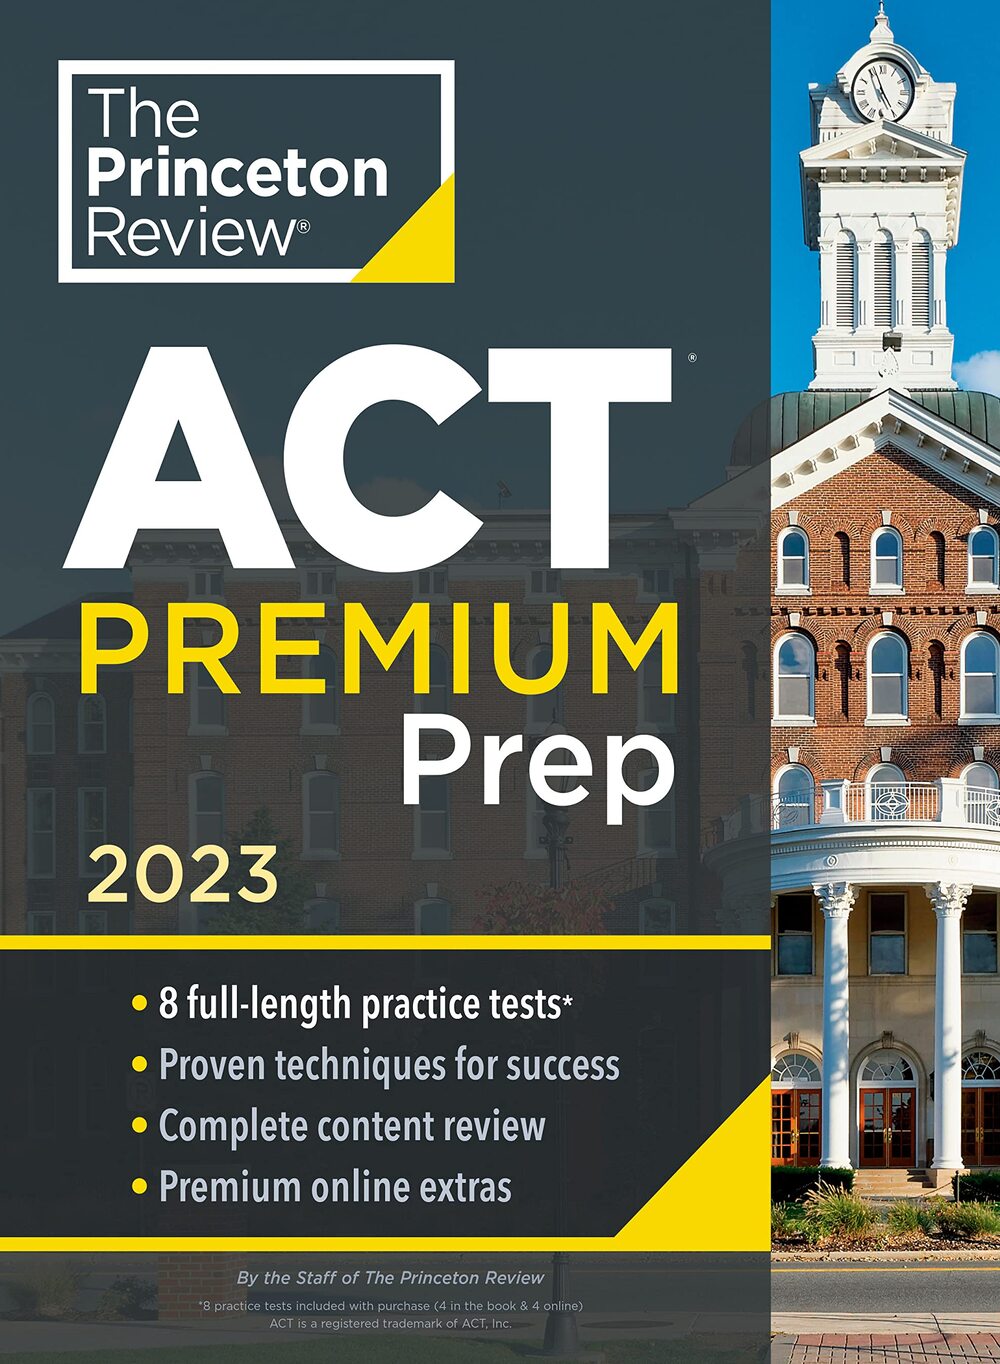 The
Princeton
Review®
ACT®
PREMIUM
Prep
2023
• 8 full-length practice tests*
• Proven techniques for success
• Complete content review
• Premium online extras
By the Staff of The Princeton Review
*8 practice tests included with purchase (4 in the book & 4 online)
ACT is a registered trademark of ACT, Inc.